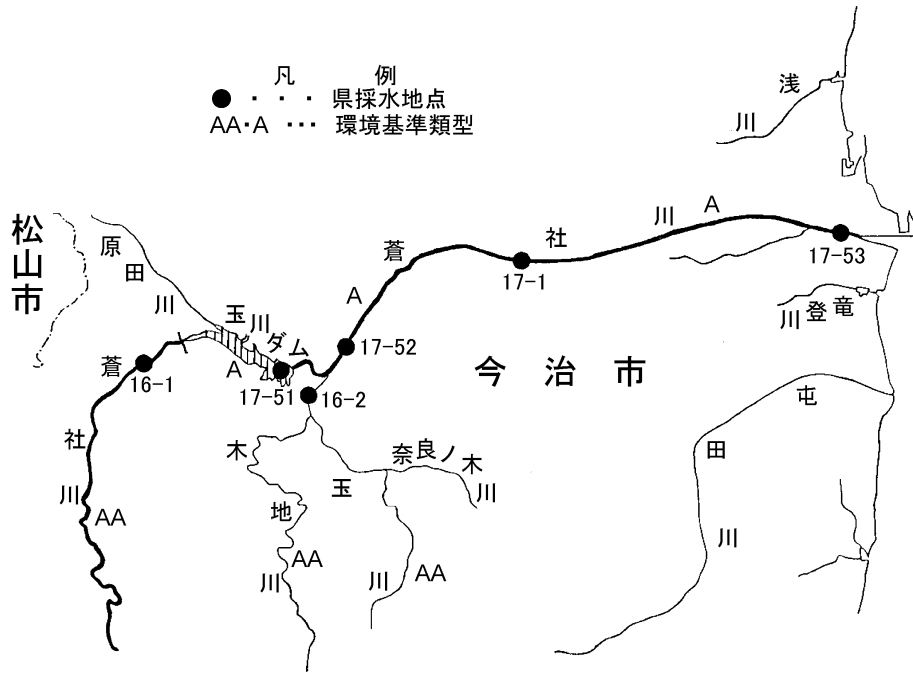 凡例
●・・・県採水地点
AA・A ・・・環境基準類型
浅川
松山市
原田川
玉川ダム
A
蒼社川
A
A
17-53
17-1
17-52
17-51
16-1
16-2
今治市
川登竜
蒼社川
AA
木地川
AA
奈良ノ木川
玉川
AA
屯田川